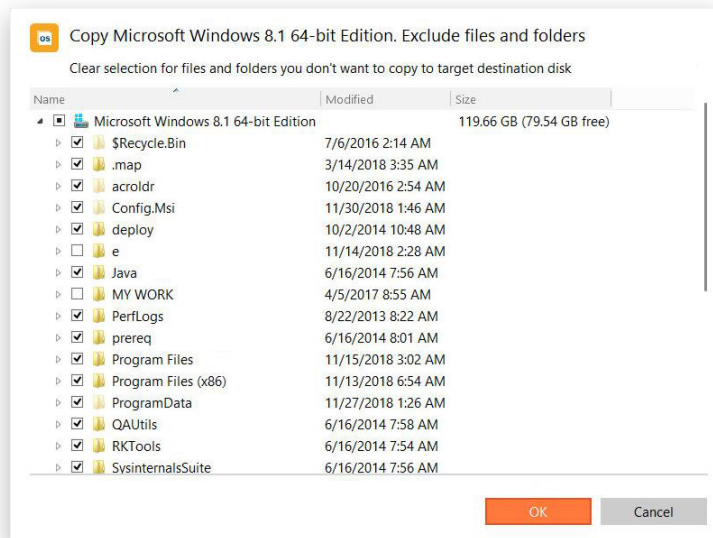 os Copy Microsoft Windows 8.1 64-bit Edition. Exclude files and folders
Clear selection for files and folders you don't want to copy to target destination disk
Name Modified Size
Microsoft Windows 8.1 64-bit Edition 119.66 GB (79.54 GB free)
$Recycle.Bin 7/6/2016 2:14 AM
.map 3/14/2018 3:35 AM
acroldr 10/20/2016 2:54 AM
Config.Msi 11/30/2018 1:46 AM
deploy 10/2/2014 10:48 AM
e 11/14/2018 2:28 AM
Java 6/16/2014 7:56 AM
MY WORK 4/5/2017 8:55 AM
PerfLogs 8/22/2013 8:22 AM
prereq 6/16/2014 8:01 AM
Program Files 11/15/2018 3:02 AM
Program Files (x86) 11/13/2018 6:54 AM
ProgramData 11/27/2018 1:26 AM
QAUtils 6/16/2014 7:58 AM
RKTools 6/16/2014 7:54 AM
SysinternalsSuite 6/16/2014 7:56 AM
OK Cancel